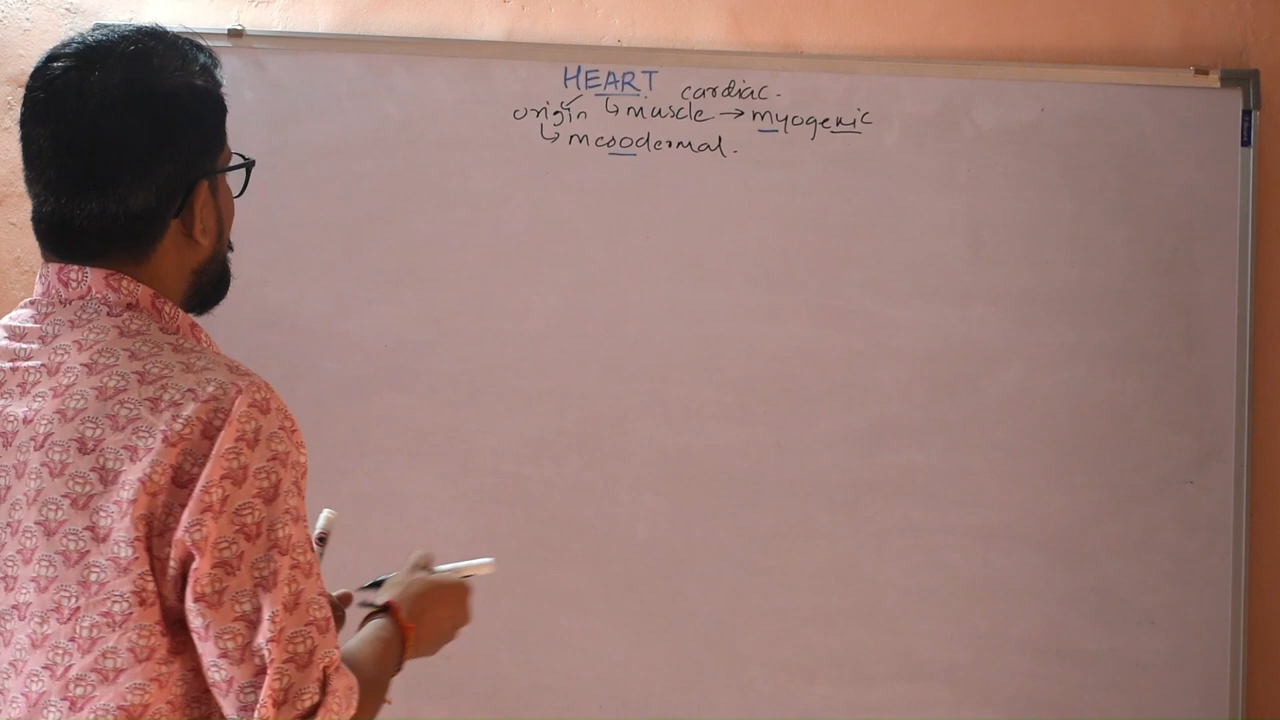 HEART cardiac.
origin ↳ muscle → myogenic
↳ mesodermal.